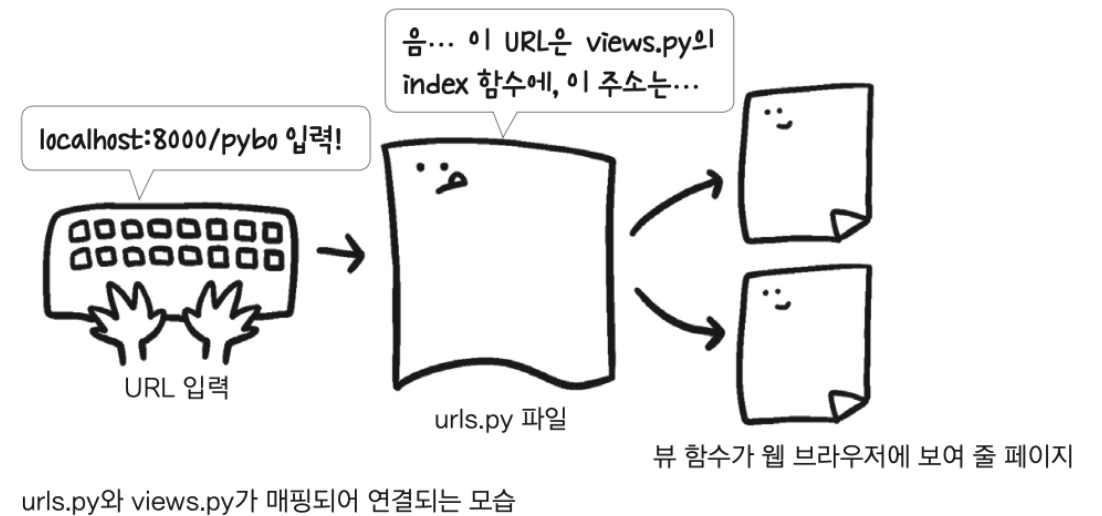 음… 이 URL은 views.py의
index 함수에, 이 주소는…
localhost:8000/pybo 입력!
URL 입력
urls.py 파일
뷰 함수가 웹 브라우저에 보여 줄 페이지
urls.py와 views.py가 매핑되어 연결되는 모습